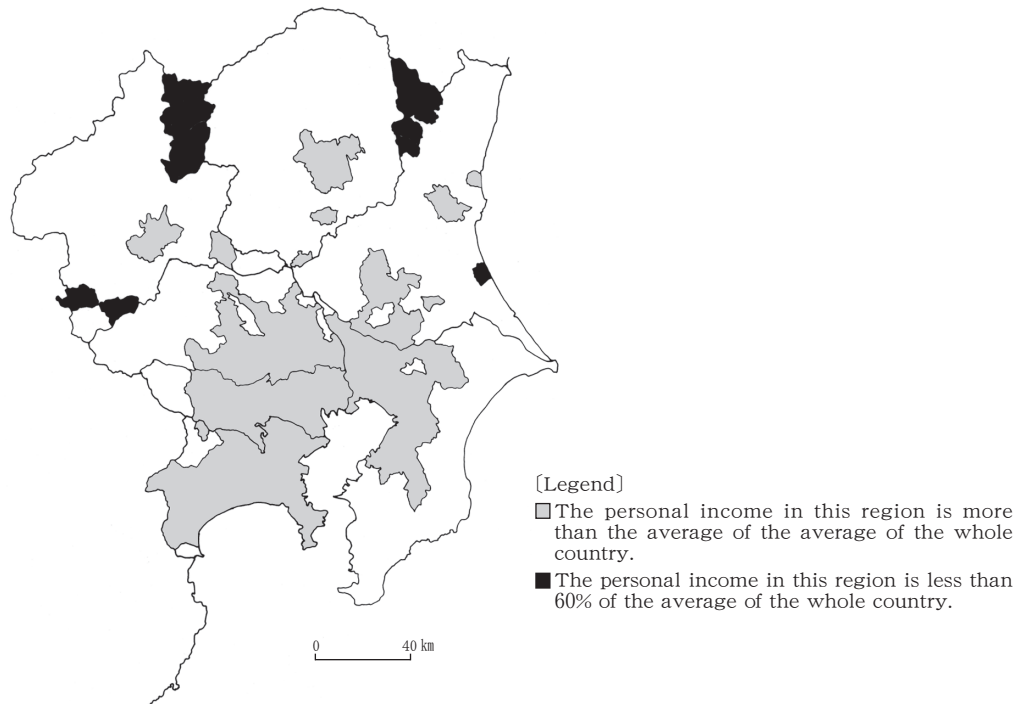 〔Legend〕
The personal income in this region is more
than the average of the average of the whole
country.
The personal income in this region is less than
60% of the average of the whole country.
0 40 km